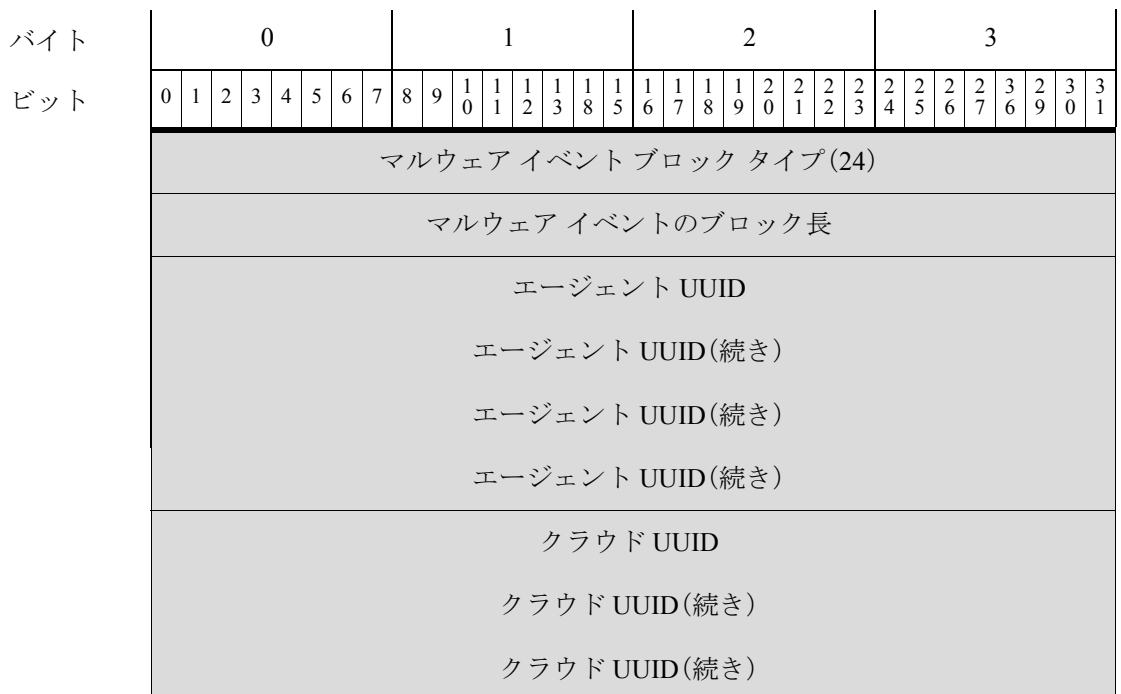 バイト 0 1 2 3
ビット 0 1 2 3 4 5 6 7 8 9 10 11 12 13 18 15 16 17 18 19 20 21 22 23 24 25 26 27 36 29 30 31
マルウェア イベント ブロック タイプ(24)
マルウェア イベントのブロック長
エージェント UUID
エージェント UUID(続き)
エージェント UUID(続き)
エージェント UUID(続き)
クラウド UUID
クラウド UUID(続き)
クラウド UUID(続き)